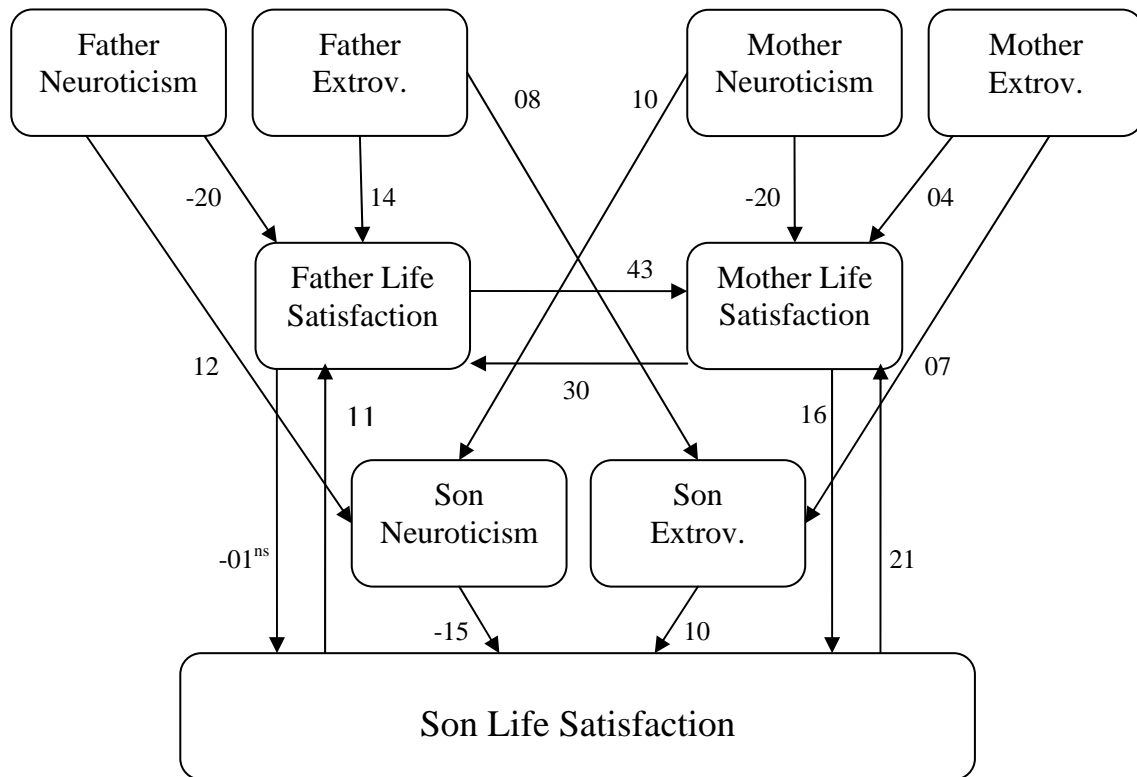 Father
Neuroticism
Father
Extrov.
Mother
Neuroticism
Mother
Extrov.
08
10
-20
14
-20
04
Father Life
Satisfaction
43
Mother Life
Satisfaction
12
30
07
11
16
Son
Neuroticism
Son
Extrov.
-01ns
21
-15
10
Son Life Satisfaction